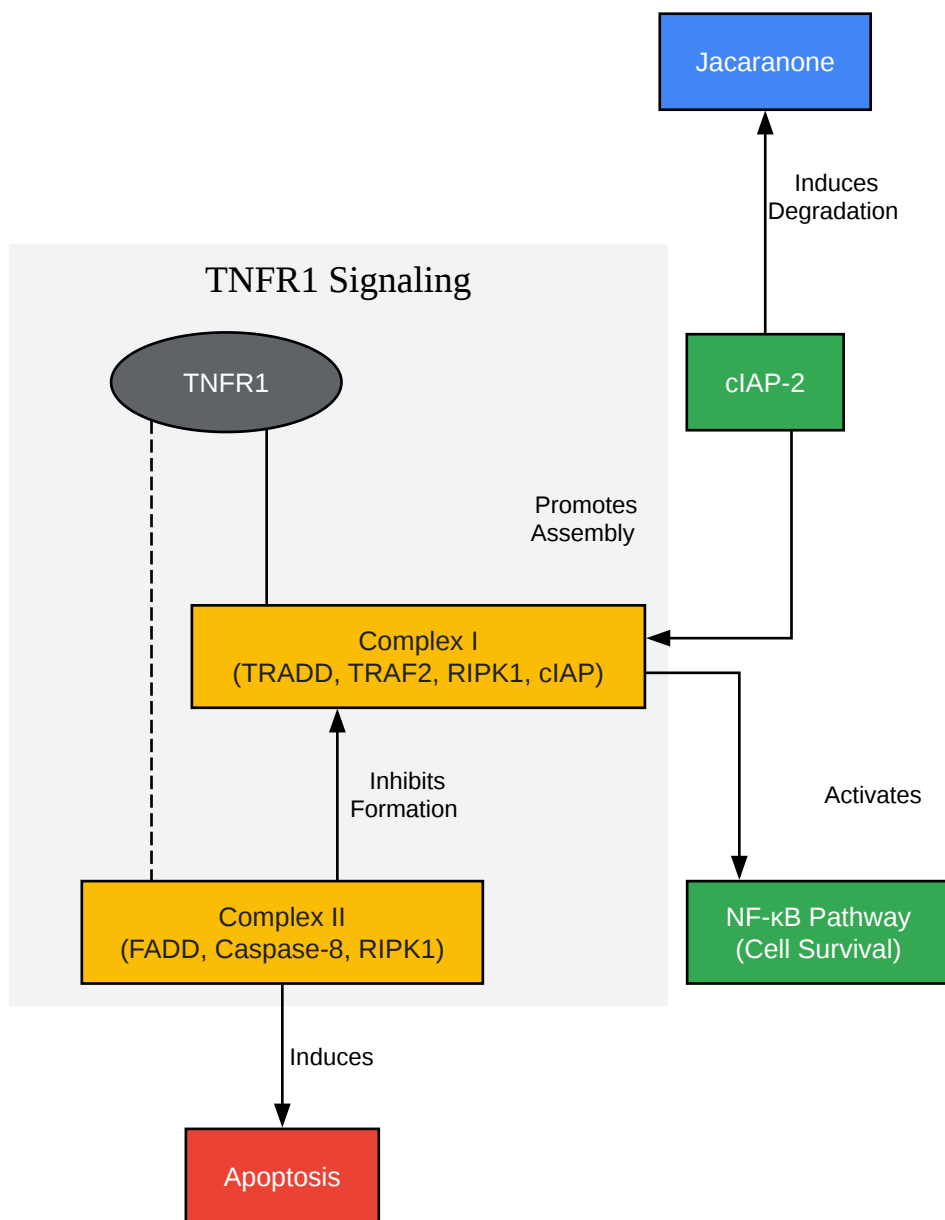 Jacaranone
Induces
Degradation
TNFR1 Signaling
TNFR1
cIAP-2
Promotes
Assembly
Complex I
(TRADD, TRAF2, RIPK1, cIAP)
Inhibits
Formation
Activates
Complex II
(FADD, Caspase-8, RIPK1)
NF-κB Pathway
(Cell Survival)
Induces
Apoptosis